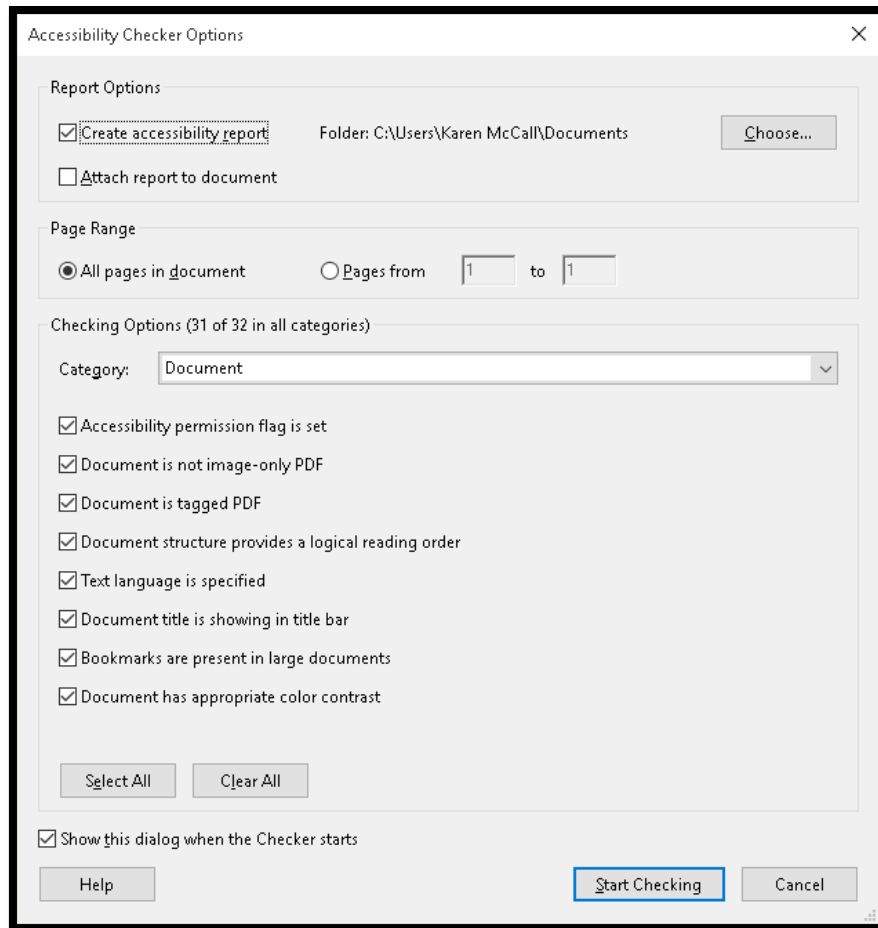 Accessibility Checker Options
Report Options
Create accessibility report Folder: C:\Users\Karen McCall\Documents Choose...
Attach report to document
Page Range
All pages in document Pages from 1 to 1
Checking Options (31 of 32 in all categories)
Category: Document
Accessibility permission flag is set
Document is not image-only PDF
Document is tagged PDF
Document structure provides a logical reading order
Text language is specified
Document title is showing in title bar
Bookmarks are present in large documents
Document has appropriate color contrast
Select All Clear All
Show this dialog when the Checker starts
Help Start Checking Cancel